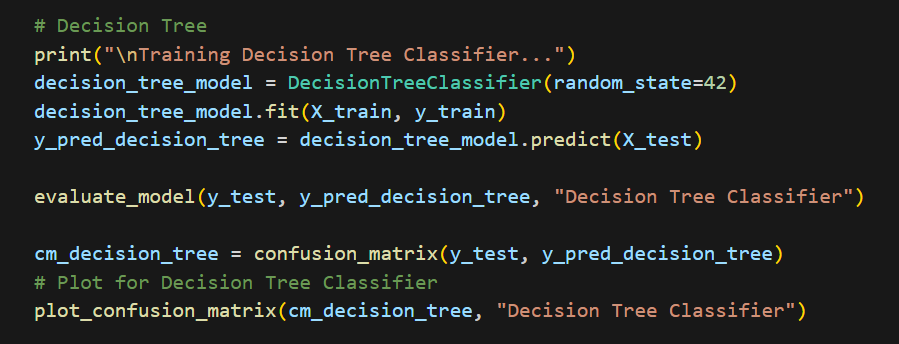 # Decision Tree
print("\nTraining Decision Tree Classifier...")
decision_tree_model = DecisionTreeClassifier(random_state=42)
decision_tree_model.fit(X_train, y_train)
y_pred_decision_tree = decision_tree_model.predict(X_test)
evaluate_model(y_test, y_pred_decision_tree, "Decision Tree Classifier")
cm_decision_tree = confusion_matrix(y_test, y_pred_decision_tree)
# Plot for Decision Tree Classifier
plot_confusion_matrix(cm_decision_tree, "Decision Tree Classifier")